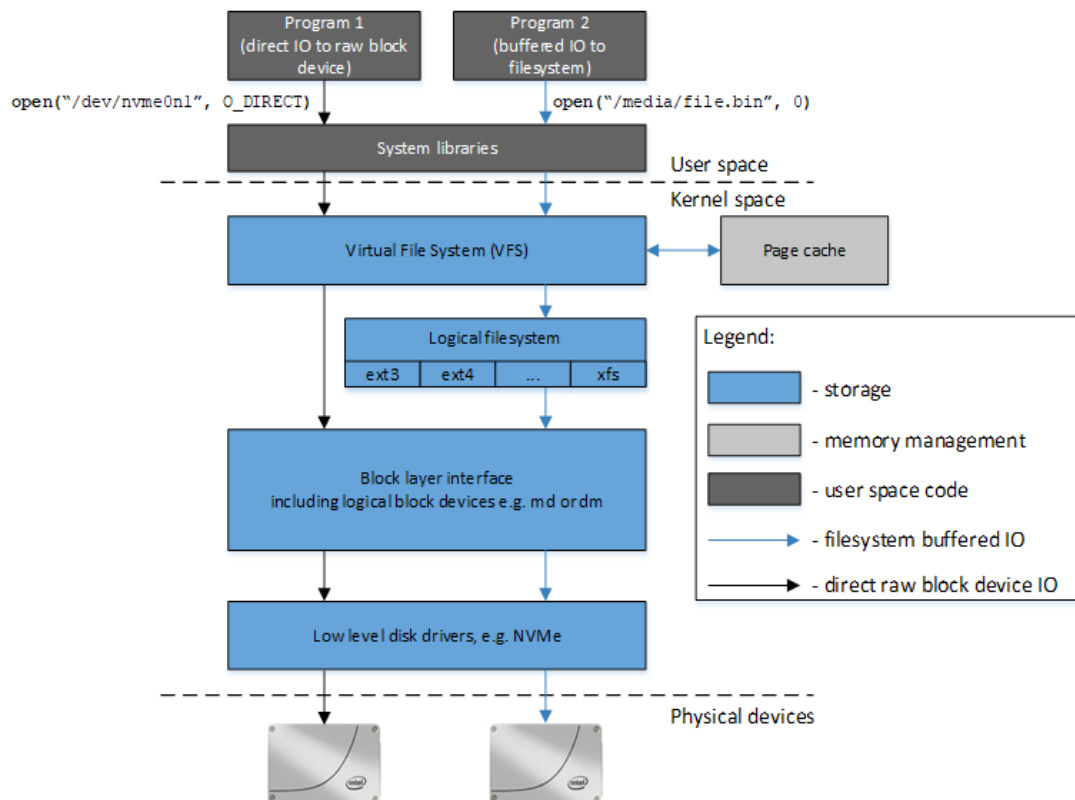 Program 1
(direct IO to raw block
device)
Program 2
(buffered IO to
filesystem)
open(“/dev/nvme0n1”, O_DIRECT)
open(“/media/file.bin”, 0)
System libraries
User space
Kernel space
Virtual File System (VFS)
Page cache
Logical filesystem
ext3
ext4
...
xfs
Block layer interface
including logical block devices e.g. md or dm
Low level disk drivers, e.g. NVMe
Physical devices
intel
intel
Legend:
- storage
- memory management
- user space code
- filesystem buffered IO
- direct raw block device IO